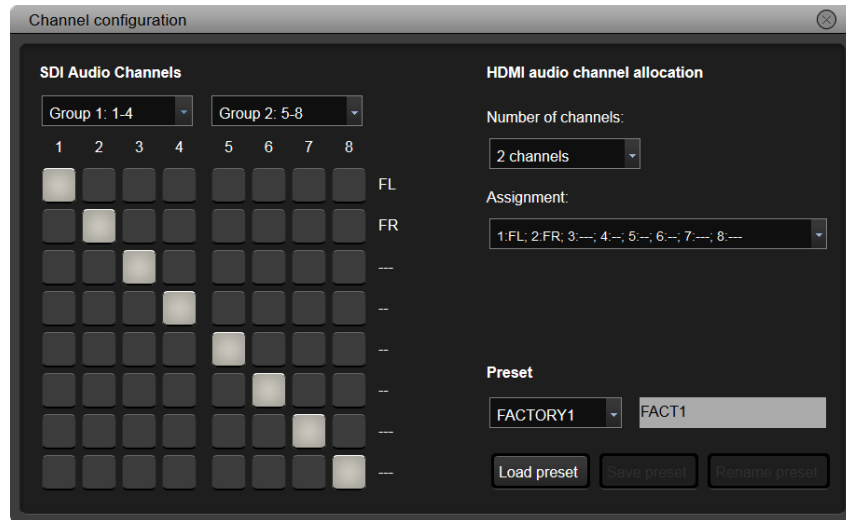 Channel configuration
SDI Audio Channels
Group 1: 1-4
Group 2: 5-8
1 2 3 4 5 6 7 8
FL
FR
---
--
--
--
---
---
HDMI audio channel allocation
Number of channels:
2 channels
Assignment:
1:FL; 2:FR; 3:---; 4:--; 5:--; 6:--; 7:---; 8:---
Preset
FACTORY1
FACT1
Load preset
Save preset
Rename preset